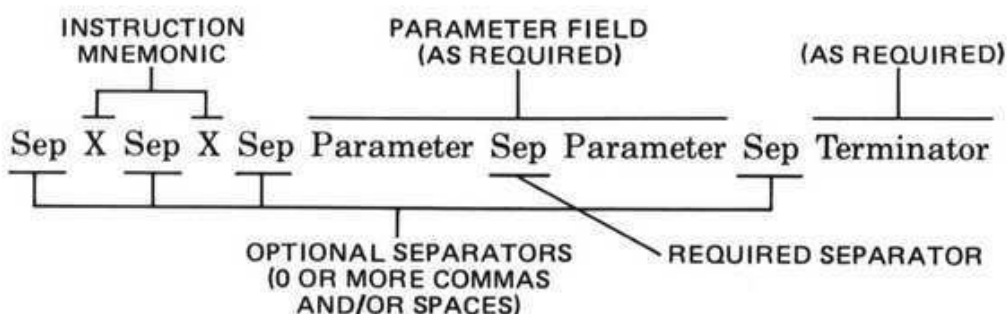 INSTRUCTION
MNEMONIC
PARAMETER FIELD
(AS REQUIRED)
(AS REQUIRED)
Sep X Sep X Sep Parameter Sep Parameter Sep Terminator
OPTIONAL SEPARATORS
(0 OR MORE COMMAS
AND/OR SPACES)
REQUIRED SEPARATOR